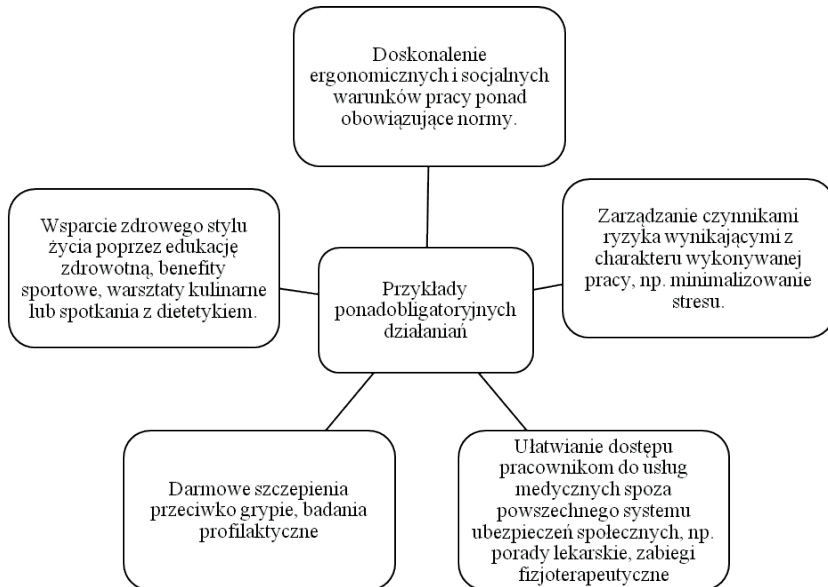 Doskonalenie
ergonomicznych i socjalnych
warunków pracy ponad
obowiązujące normy.
Wsparcie zdrowego stylu
życia poprzez edukację
zdrowotną, benefity
sportowe, warsztaty kulinarne
lub spotkania z dietetykiem.
Zarządzanie czynnikami
ryzyka wynikającymi z
charakteru wykonywanej
pracy, np. minimalizowanie
stresu.
Przykłady
ponadobligatoryjnych
działaniań
Darmowe szczepienia
przeciwko grypie, badania
profilaktyczne
Ułatwianie dostępu
pracownikom do usług
medycznych spoza
powszechnego systemu
ubezpieczeń społecznych, np.
porady lekarskie, zabiegi
fizjoterapeutyczne